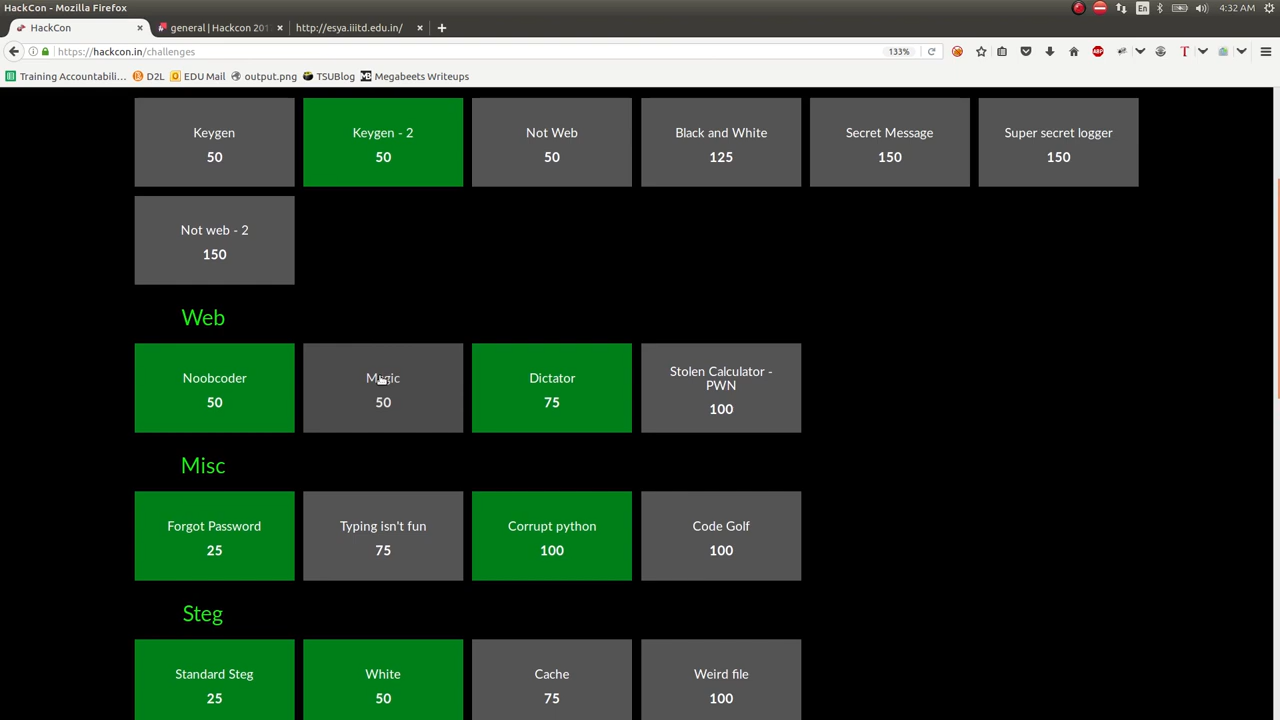 HackCon - Mozilla Firefox
En
4:32 AM
HackCon
general | Hackcon 201
http://esya.iiitd.edu.in/
https://hackcon.in/challenges
133%
ABP
T
Training Accountabili...
D2L
EDU Mail
output.png
TSUBlog
Megabeets Writeups
Keygen
50
Keygen - 2
50
Not Web
50
Black and White
125
Secret Message
150
Super secret logger
150
Not web - 2
150
Web
Noobcoder
50
Magic
50
Dictator
75
Stolen Calculator -
PWN
100
Misc
Forgot Password
25
Typing isn't fun
75
Corrupt python
100
Code Golf
100
Steg
Standard Steg
25
White
50
Cache
75
Weird file
100